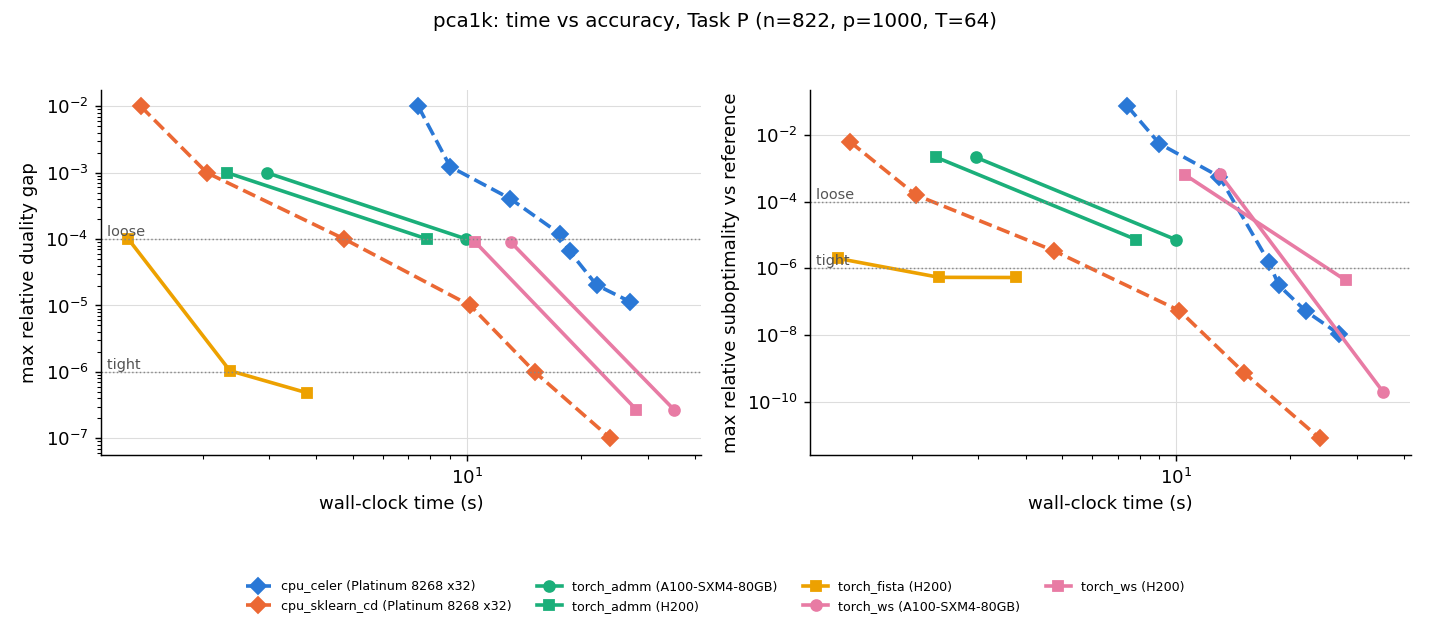 pca1k: time vs accuracy, Task P (n=822, p=1000, T=64)
max relative duality gap
10⁻²
10⁻³
10⁻⁴
10⁻⁵
10⁻⁶
10⁻⁷
loose
tight
10¹
wall-clock time (s)
max relative suboptimality vs reference
10⁻²
10⁻⁴
10⁻⁶
10⁻⁸
10⁻¹⁰
loose
tight
10¹
wall-clock time (s)
cpu_celer (Platinum 8268 x32)
cpu_sklearn_cd (Platinum 8268 x32)
torch_admm (A100-SXM4-80GB)
torch_admm (H200)
torch_fista (H200)
torch_ws (A100-SXM4-80GB)
torch_ws (H200)